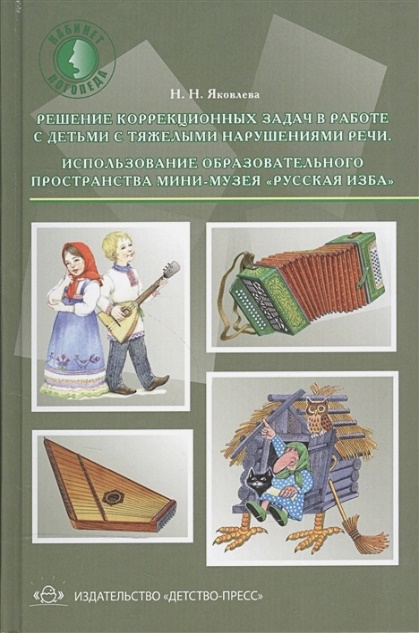 КАБИНЕТ
ЛОГОПЕДА
Н. Н. Яковлева
РЕШЕНИЕ КОРРЕКЦИОННЫХ ЗАДАЧ В РАБОТЕ
С ДЕТЬМИ С ТЯЖЕЛЫМИ НАРУШЕНИЯМИ РЕЧИ.
ИСПОЛЬЗОВАНИЕ ОБРАЗОВАТЕЛЬНОГО
ПРОСТРАНСТВА МИНИ-МУЗЕЯ «РУССКАЯ ИЗБА»
ИЗДАТЕЛЬСТВО «ДЕТСТВО-ПРЕСС»